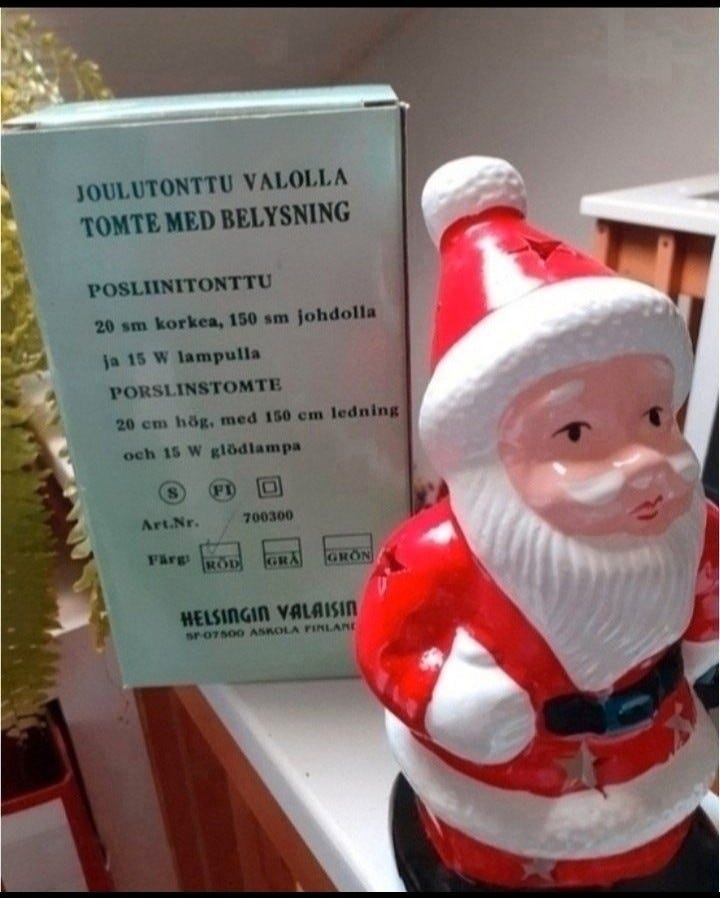 JOULUTONTTU VALOLLA
TOMTE MED BELYSNING
POSLIINITONTTU
20 sm korkea, 150 sm johdolla
ja 15 W lampulla
PORSLINSTOMTE
20 cm hög, med 150 cm ledning
och 15 W glödlampa
S FI
Art.Nr. 700300
Färg: RÖD GRÅ GRÖN
HELSINGIN VALAISIN
SF-07500 ASKOLA FINLAND